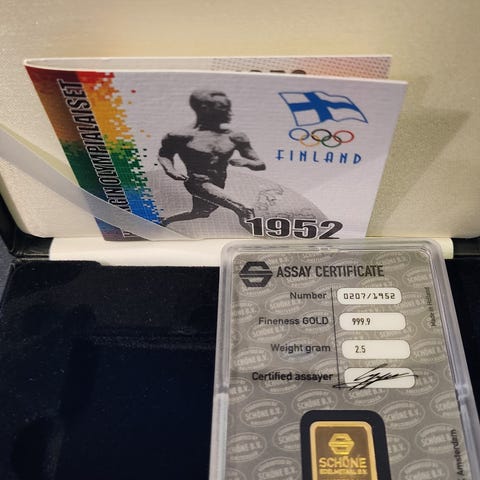 FINLAND
1952
ASSAY CERTIFICATE
Number 0207/1952
Fineness GOLD 999.9
Weight gram 2.5
Certified assayer
Made in Holland
Amsterdam
SCHÖNE
EDELMETAAL B.V.
SCHÖNE B.V.